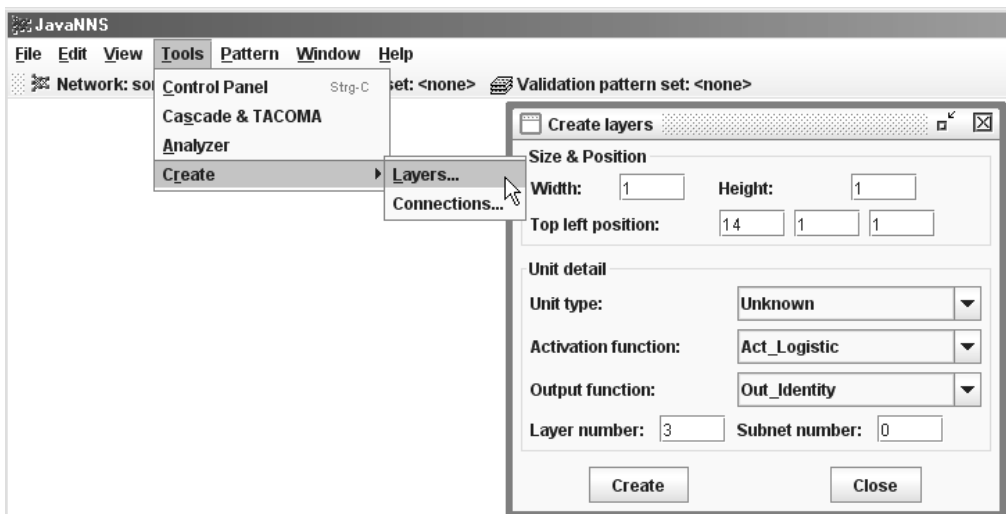 JavaNNS
File Edit View Tools Pattern Window Help
Network: so set: <none> Validation pattern set: <none>
Control Panel Strg-C
Cascade & TACOMA
Analyzer
Create
Layers...
Connections...
Create layers
Size & Position
Width: 1 Height: 1
Top left position: 14 1 1
Unit detail
Unit type: Unknown
Activation function: Act_Logistic
Output function: Out_Identity
Layer number: 3 Subnet number: 0
Create Close